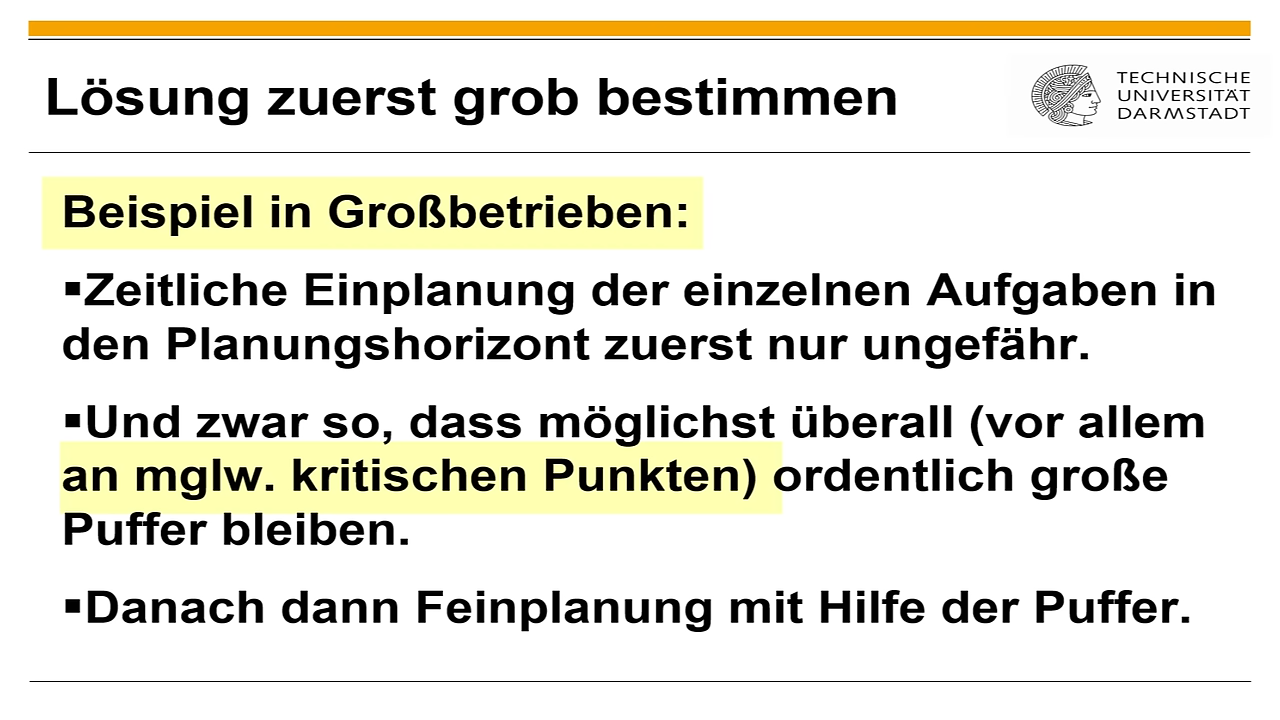 Lösung zuerst grob bestimmen
TECHNISCHE
UNIVERSITÄT
DARMSTADT
Beispiel in Großbetrieben:
▪Zeitliche Einplanung der einzelnen Aufgaben in
den Planungshorizont zuerst nur ungefähr.
▪Und zwar so, dass möglichst überall (vor allem
an mglw. kritischen Punkten) ordentlich große
Puffer bleiben.
▪Danach dann Feinplanung mit Hilfe der Puffer.